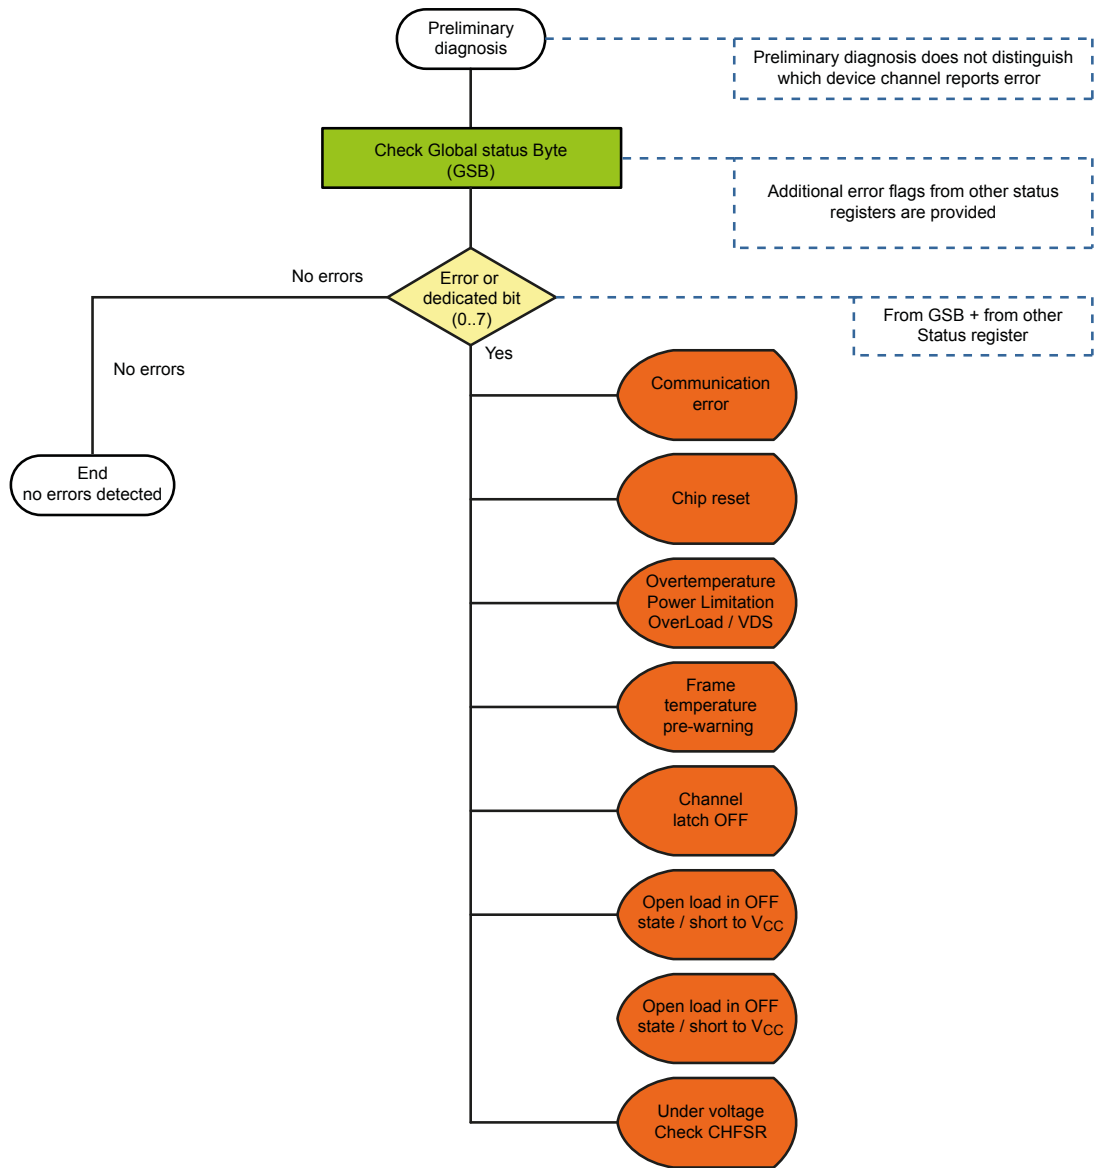 Preliminary
diagnosis
Preliminary diagnosis does not distinguish
which device channel reports error
Check Global status Byte
(GSB)
Additional error flags from other status
registers are provided
No errors
Error or
dedicated bit
(0..7)
From GSB + from other
Status register
Yes
No errors
Communication
error
End
no errors detected
Chip reset
Overtemperature
Power Limitation
OverLoad / VDS
Frame
temperature
pre-warning
Channel
latch OFF
Open load in OFF
state / short to VCC
Open load in OFF
state / short to VCC
Under voltage
Check CHFSR